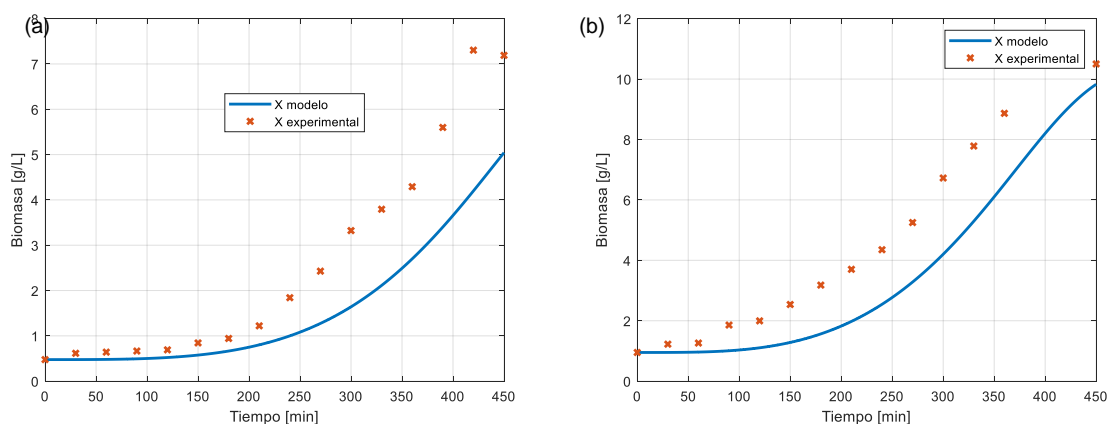 (a)
8
7
6
5
4
3
2
1
0
Biomasa [g/L]
X modelo
X experimental
0 50 100 150 200 250 300 350 400 450
Tiempo [min]
(b)
12
10
8
6
4
2
0
Biomasa [g/L]
X modelo
X experimental
0 50 100 150 200 250 300 350 400 450
Tiempo [min]